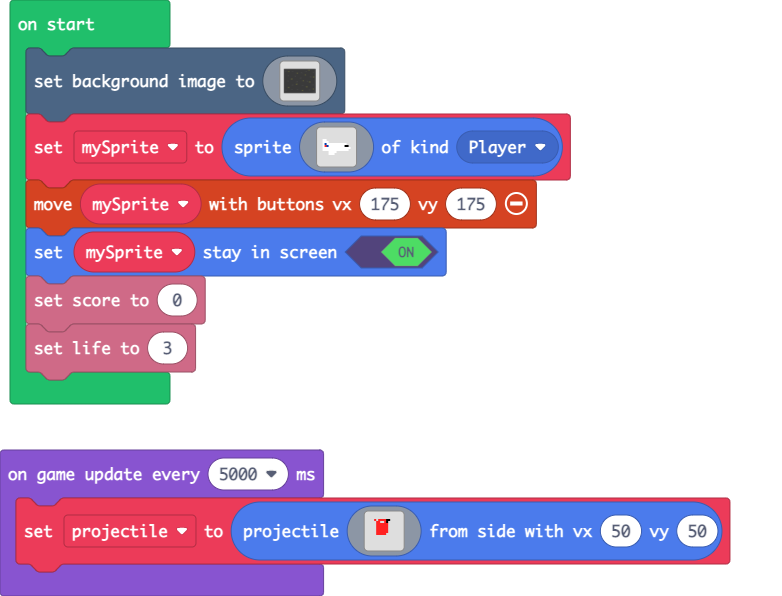 on start
set background image to
set mySprite to sprite of kind Player
move mySprite with buttons vx 175 vy 175
set mySprite stay in screen ON
set score to 0
set life to 3
on game update every 5000 ms
set projectile to projectile from side with vx 50 vy 50